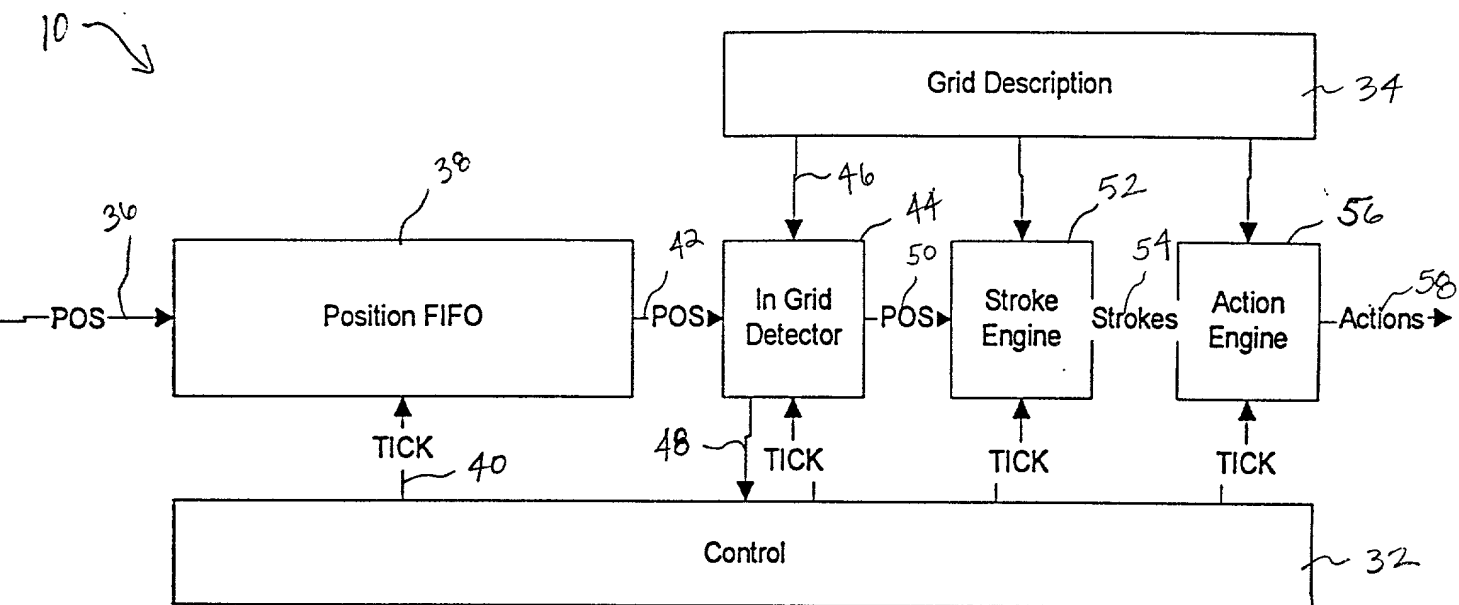 10
Grid Description
34
36
38
46
44
52
56
42
50
54
58
POS
Position FIFO
POS
In Grid
Detector
POS
Stroke
Engine
Strokes
Action
Engine
Actions
TICK
40
48
TICK
TICK
TICK
Control
32